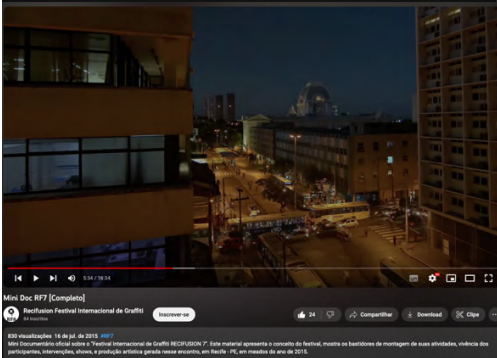 5:34 / 16:34
Mini Doc RF7 [Completo]
Recifusion Festival Internacional de Graffiti
84 inscritos
Inscrever-se
24
Compartilhar
Download
Clipe
830 visualizações 16 de jul. de 2015 #RF7
Mini Documentário oficial sobre o "Festival Internacional de Graffiti RECIFUSION 7". Este material apresenta o conceito do festival, mostra os bastidores de montagem de suas atividades, vivência dos
participantes, intervenções, shows, e produção artística gerada nesse encontro, em Recife - PE, em meados do ano de 2015.